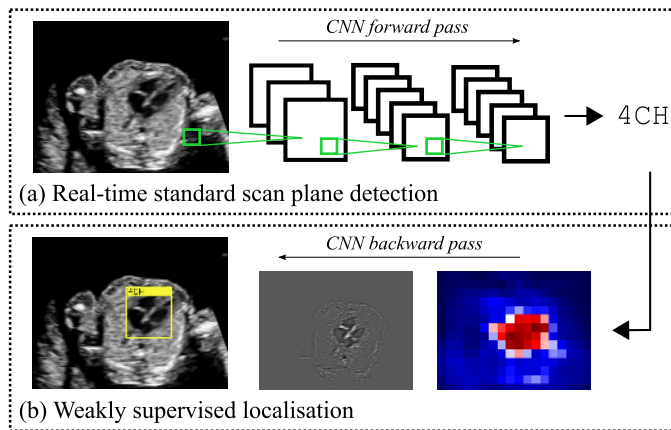 CNN forward pass
4CH
(a) Real-time standard scan plane detection
CNN backward pass
4CH
(b) Weakly supervised localisation